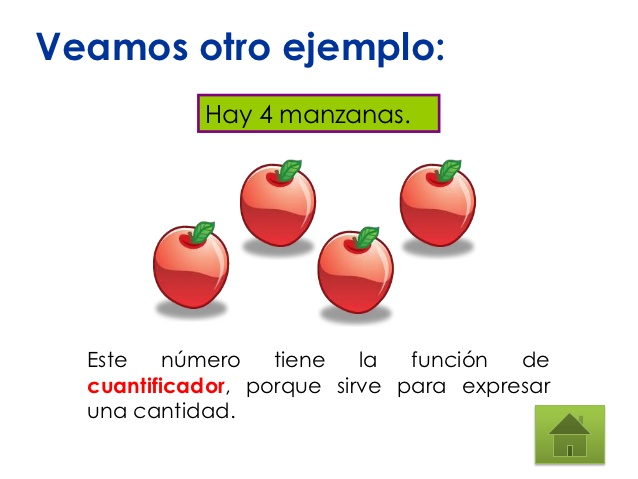 Veamos otro ejemplo:
Hay 4 manzanas.
Este número tiene la función de
cuantificador, porque sirve para expresar
una cantidad.